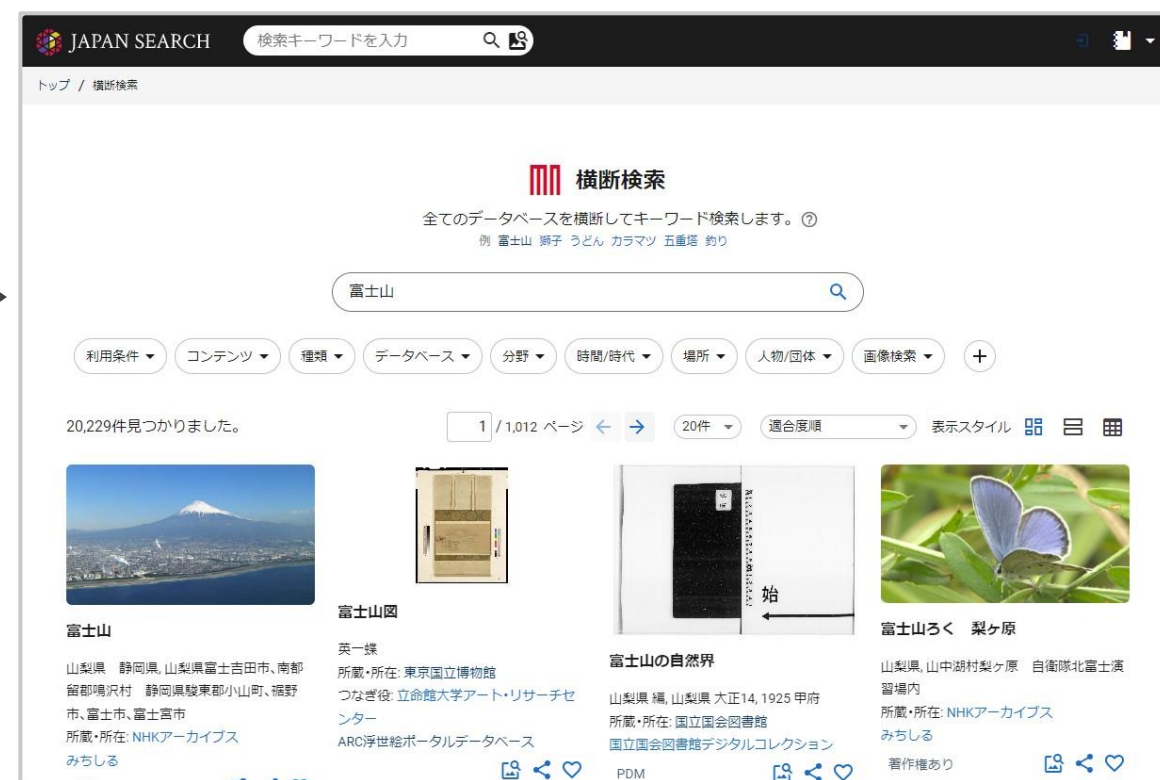 JAPAN SEARCH 検索キーワードを入力
トップ / 横断検索
横断検索
全てのデータベースを横断してキーワード検索します。?
例 富士山 獅子 うどん カラマツ 五重塔 釣り
富士山
利用条件 コンテンツ 種類 データベース 分野 時間/時代 場所 人物/団体 画像検索 +
20,229件見つかりました。 1 / 1,012 ページ 20件 適合度順 表示スタイル
富士山
山梨県 静岡県, 山梨県富士吉田市、南都
留郡鳴沢村 静岡県駿東郡小山町、裾野
市、富士市、富士宮市
所蔵・所在: NHKアーカイブス
みちしる
富士山図
英一蝶
所蔵・所在: 東京国立博物館
つなぎ役: 立命館大学アート・リサーチセ
ンター
ARC浮世絵ポータルデータベース
始
富士山の自然界
山梨県 編, 山梨県 大正14, 1925 甲府
所蔵・所在: 国立国会図書館
国立国会図書館デジタルコレクション
PDM
富士山ろく 梨ヶ原
山梨県, 山中湖村梨ヶ原 自衛隊北富士演
習場内
所蔵・所在: NHKアーカイブス
みちしる
著作権あり